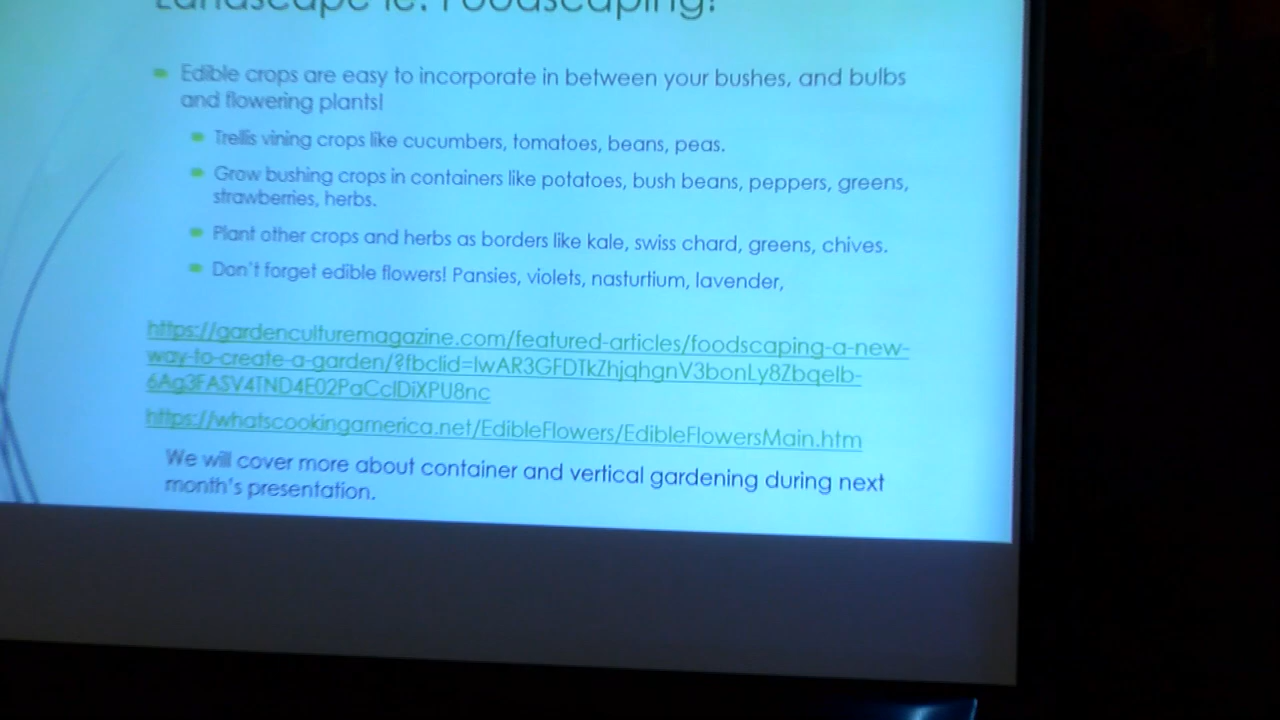 Landscape ie. Foodscaping!
Edible crops are easy to incorporate in between your bushes, and bulbs
and flowering plants!
Trellis vining crops like cucumbers, tomatoes, beans, peas.
Grow bushing crops in containers like potatoes, bush beans, peppers, greens,
strawberries, herbs.
Plant other crops and herbs as borders like kale, swiss chard, greens, chives.
Don't forget edible flowers! Pansies, violets, nasturtium, lavender,
https://gardenculturemagazine.com/featured-articles/foodscaping-a-new-
way-to-create-a-garden/?fbclid=IwAR3GFDTkZhjqhgnV3bonLy8Zbqelb-
6Ag3FASV4TND4E02PaCcIDiXPU8nc
https://whatscookingamerica.net/EdibleFlowers/EdibleFlowersMain.htm
We will cover more about container and vertical gardening during next
month's presentation.